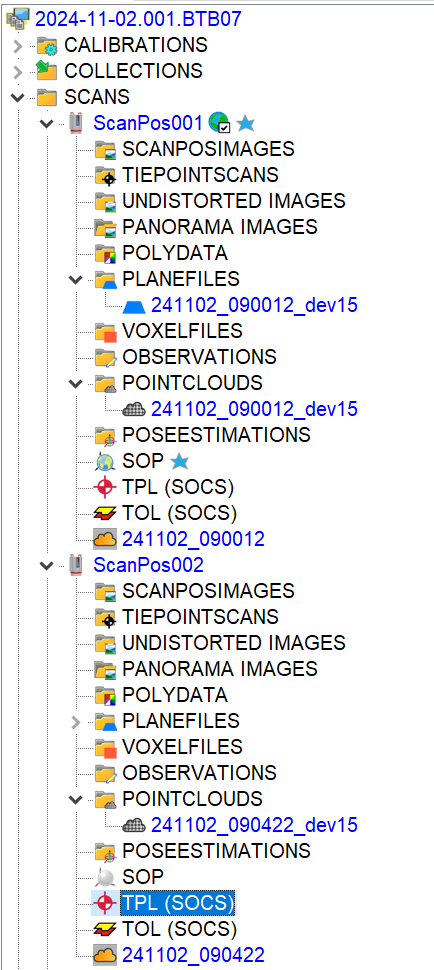 2024-11-02.001.BTB07
CALIBRATIONS
COLLECTIONS
SCANS
ScanPos001
SCANPOSIMAGES
TIEPOINTSCANS
UNDISTORTED IMAGES
PANORAMA IMAGES
POLYDATA
PLANEFILES
241102_090012_dev15
VOXELFILES
OBSERVATIONS
POINTCLOUDS
241102_090012_dev15
POSEESTIMATIONS
SOP
TPL (SOCS)
TOL (SOCS)
241102_090012
ScanPos002
SCANPOSIMAGES
TIEPOINTSCANS
UNDISTORTED IMAGES
PANORAMA IMAGES
POLYDATA
PLANEFILES
VOXELFILES
OBSERVATIONS
POINTCLOUDS
241102_090422_dev15
POSEESTIMATIONS
SOP
TPL (SOCS)
TOL (SOCS)
241102_090422